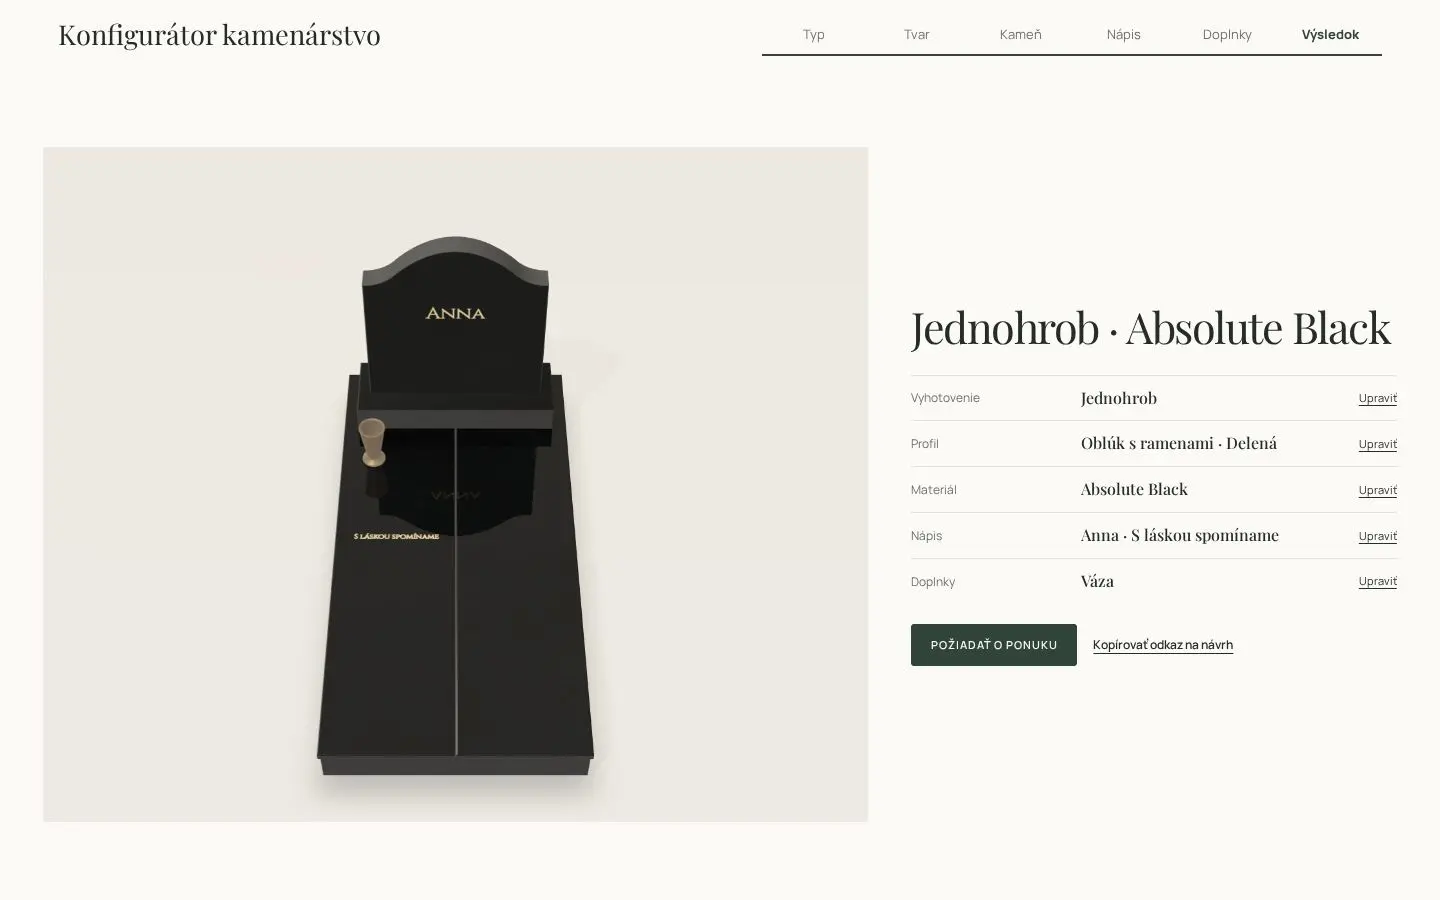 Konfigurátor kamenárstvo
Typ
Tvar
Kameň
Nápis
Doplnky
Výsledok
ANNA
S LÁSKOU SPOMÍNAME
Jednohrob · Absolute Black
Vyhotovenie Jednohrob Upraviť
Profil Oblúk s ramenami · Delená Upraviť
Materiál Absolute Black Upraviť
Nápis Anna · S láskou spomíname Upraviť
Doplnky Váza Upraviť
POŽIADAŤ O PONUKU
Kopírovať odkaz na návrh